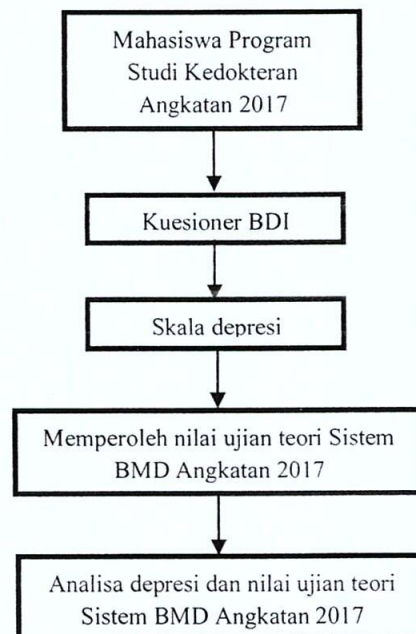 Mahasiswa Program
Studi Kedokteran
Angkatan 2017
Kuesioner BDI
Skala depresi
Memperoleh nilai ujian teori Sistem
BMD Angkatan 2017
Analisa depresi dan nilai ujian teori
Sistem BMD Angkatan 2017